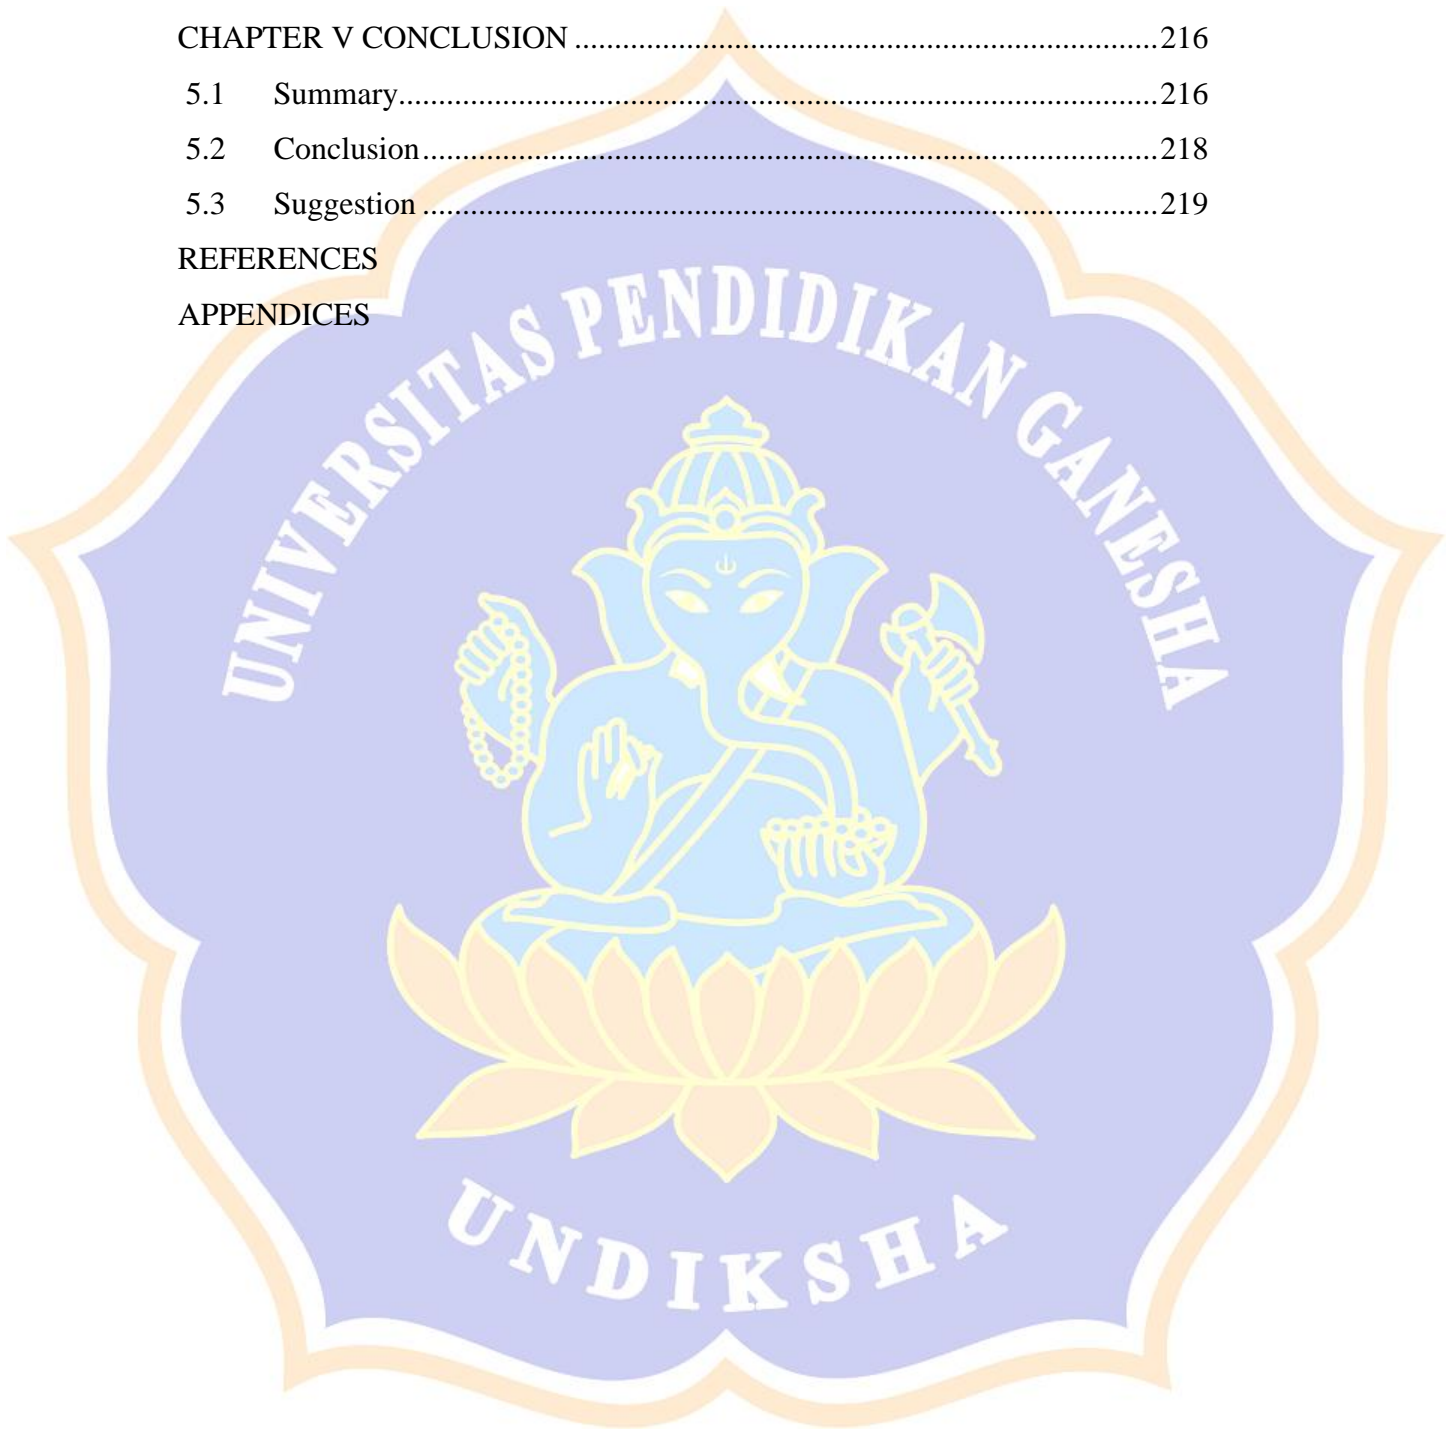 CHAPTER V CONCLUSION ........................................................................ 216
5.1 Summary............................................................................................. 216
5.2 Conclusion.......................................................................................... 218
5.3 Suggestion .......................................................................................... 219
REFERENCES
APPENDICES
UNIVERSITAS PENDIDIKAN GANESHA
UNDIKSHA